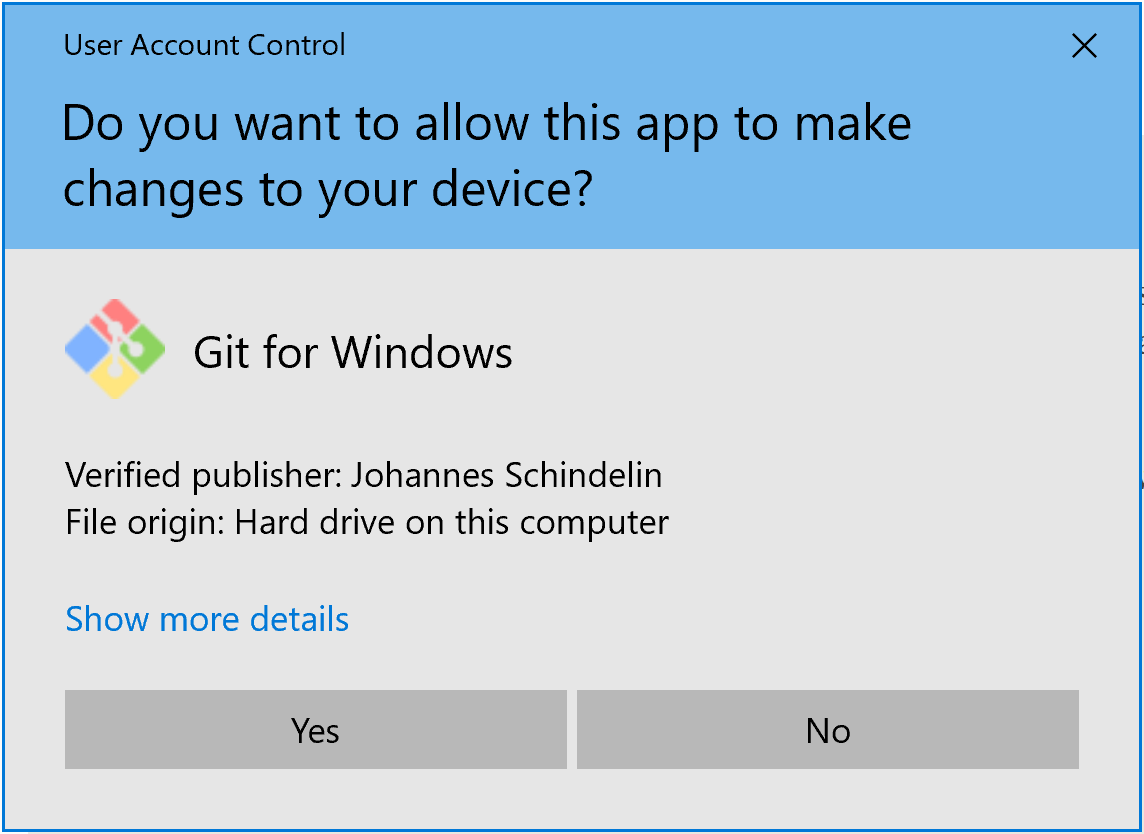 User Account Control
Do you want to allow this app to make
changes to your device?
Git for Windows
Verified publisher: Johannes Schindelin
File origin: Hard drive on this computer
Show more details
Yes
No